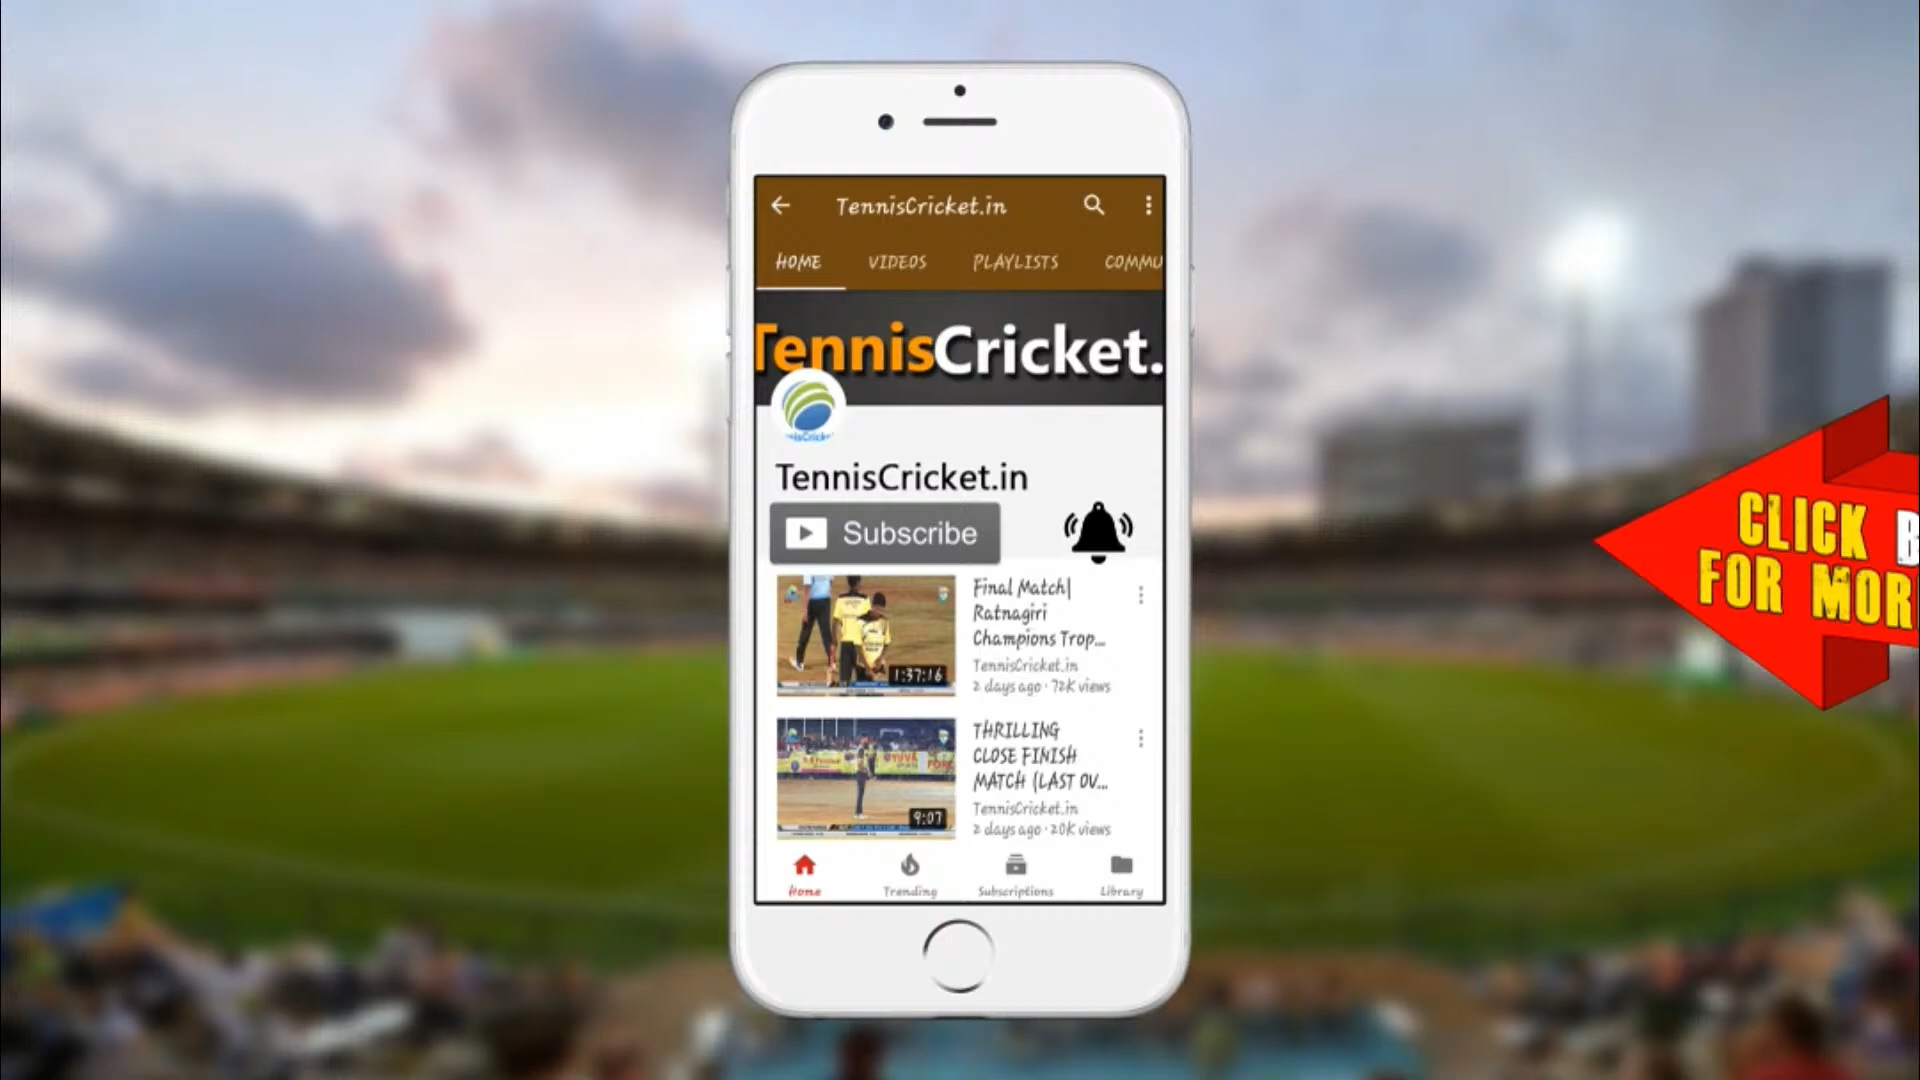 TennisCricket.in
HOME VIDEOS PLAYLISTS COMMU
TennisCricket.
TennisCricket.in
Subscribe
Final Match|
Ratnagiri
Champions Trop...
TennisCricket.in
2 days ago · 72K views
1:37:16
THRILLING
CLOSE FINISH
MATCH (LAST OV...
TennisCricket.in
2 days ago · 20K views
9:07
Home Trending Subscriptions Library
CLICK B
FOR MOR